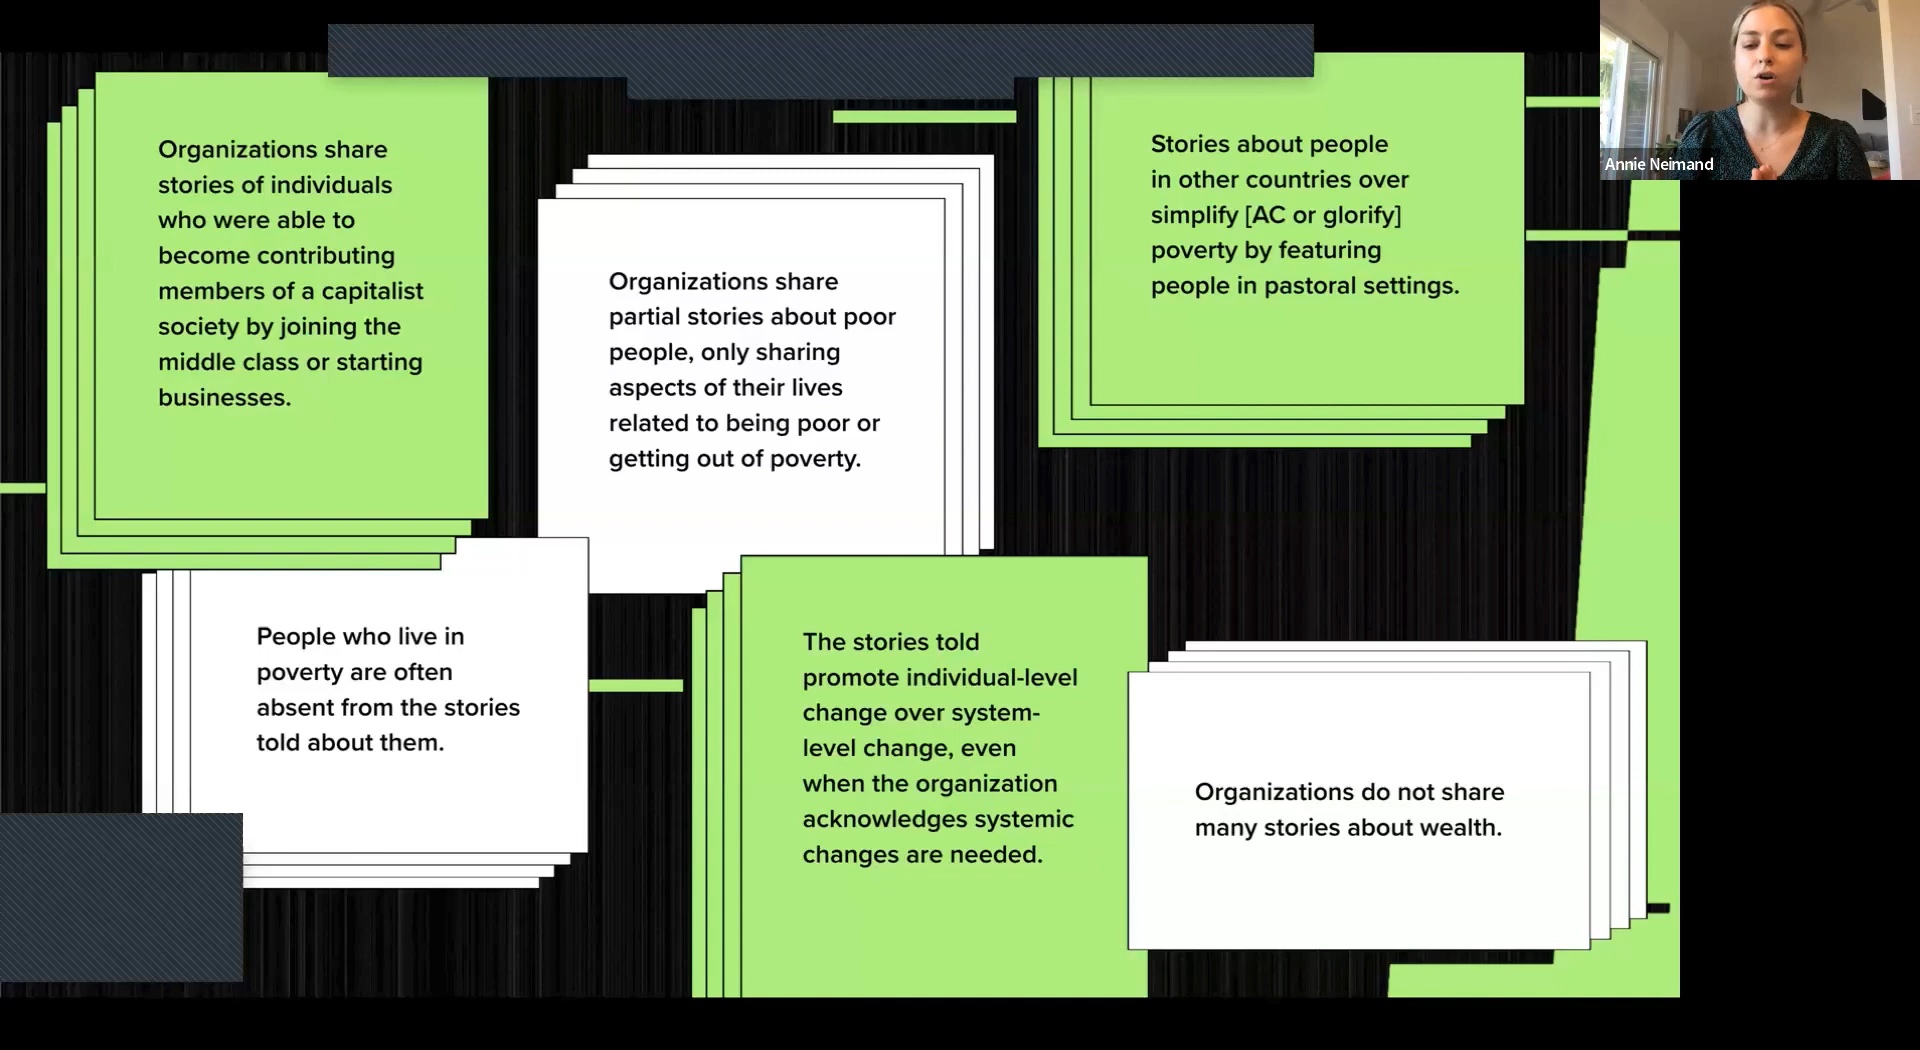 Organizations share
stories of individuals
who were able to
become contributing
members of a capitalist
society by joining the
middle class or starting
businesses.
Organizations share
partial stories about poor
people, only sharing
aspects of their lives
related to being poor or
getting out of poverty.
Stories about people
in other countries over
simplify [AC or glorify]
poverty by featuring
people in pastoral settings.
Annie Neimand
People who live in
poverty are often
absent from the stories
told about them.
The stories told
promote individual-level
change over system-
level change, even
when the organization
acknowledges systemic
changes are needed.
Organizations do not share
many stories about wealth.